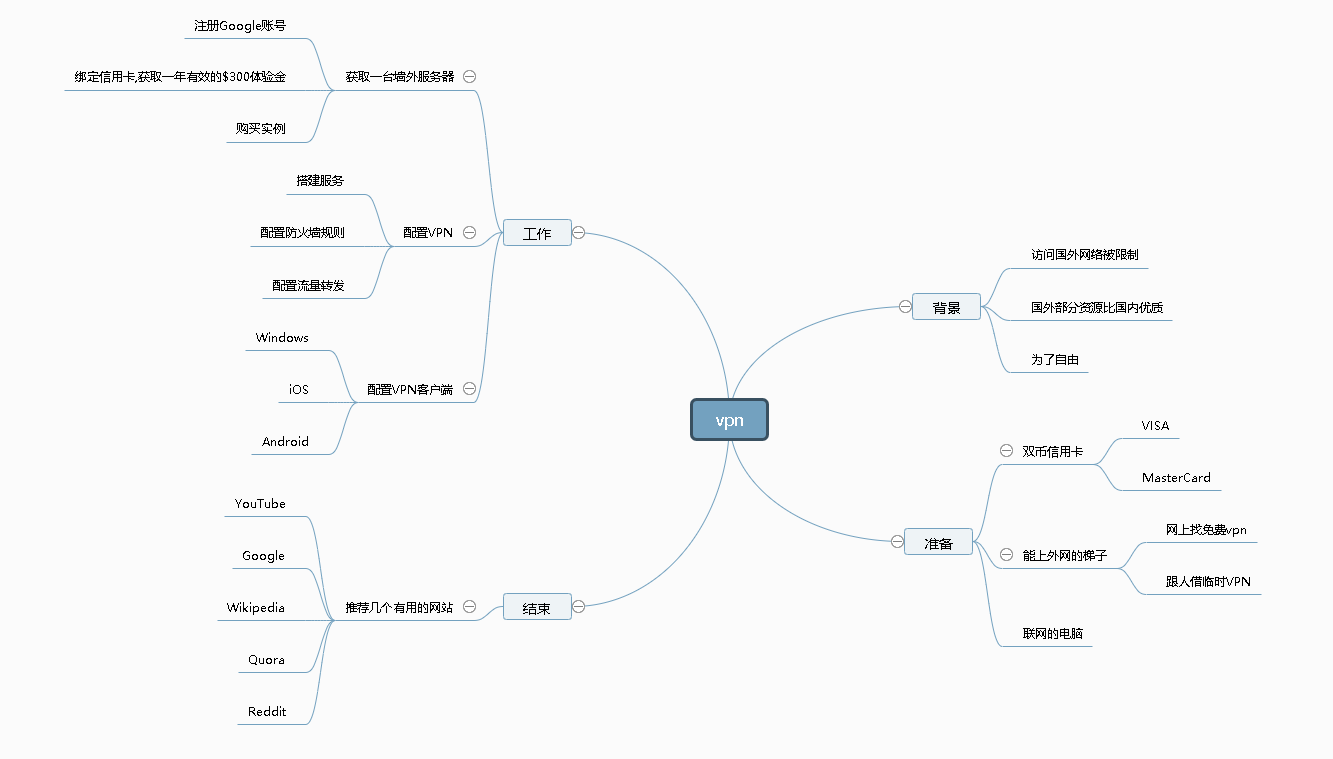 vpn
背景
访问国外网络被限制
国外部分资源比国内优质
为了自由
准备
双币信用卡
VISA
MasterCard
能上外网的梯子
网上找免费vpn
跟人借临时VPN
联网的电脑
工作
获取一台墙外服务器
注册Google账号
绑定信用卡,获取一年有效的$300体验金
购买实例
配置VPN
搭建服务
配置防火墙规则
配置流量转发
配置VPN客户端
Windows
iOS
Android
结束
推荐几个有用的网站
YouTube
Google
Wikipedia
Quora
Reddit